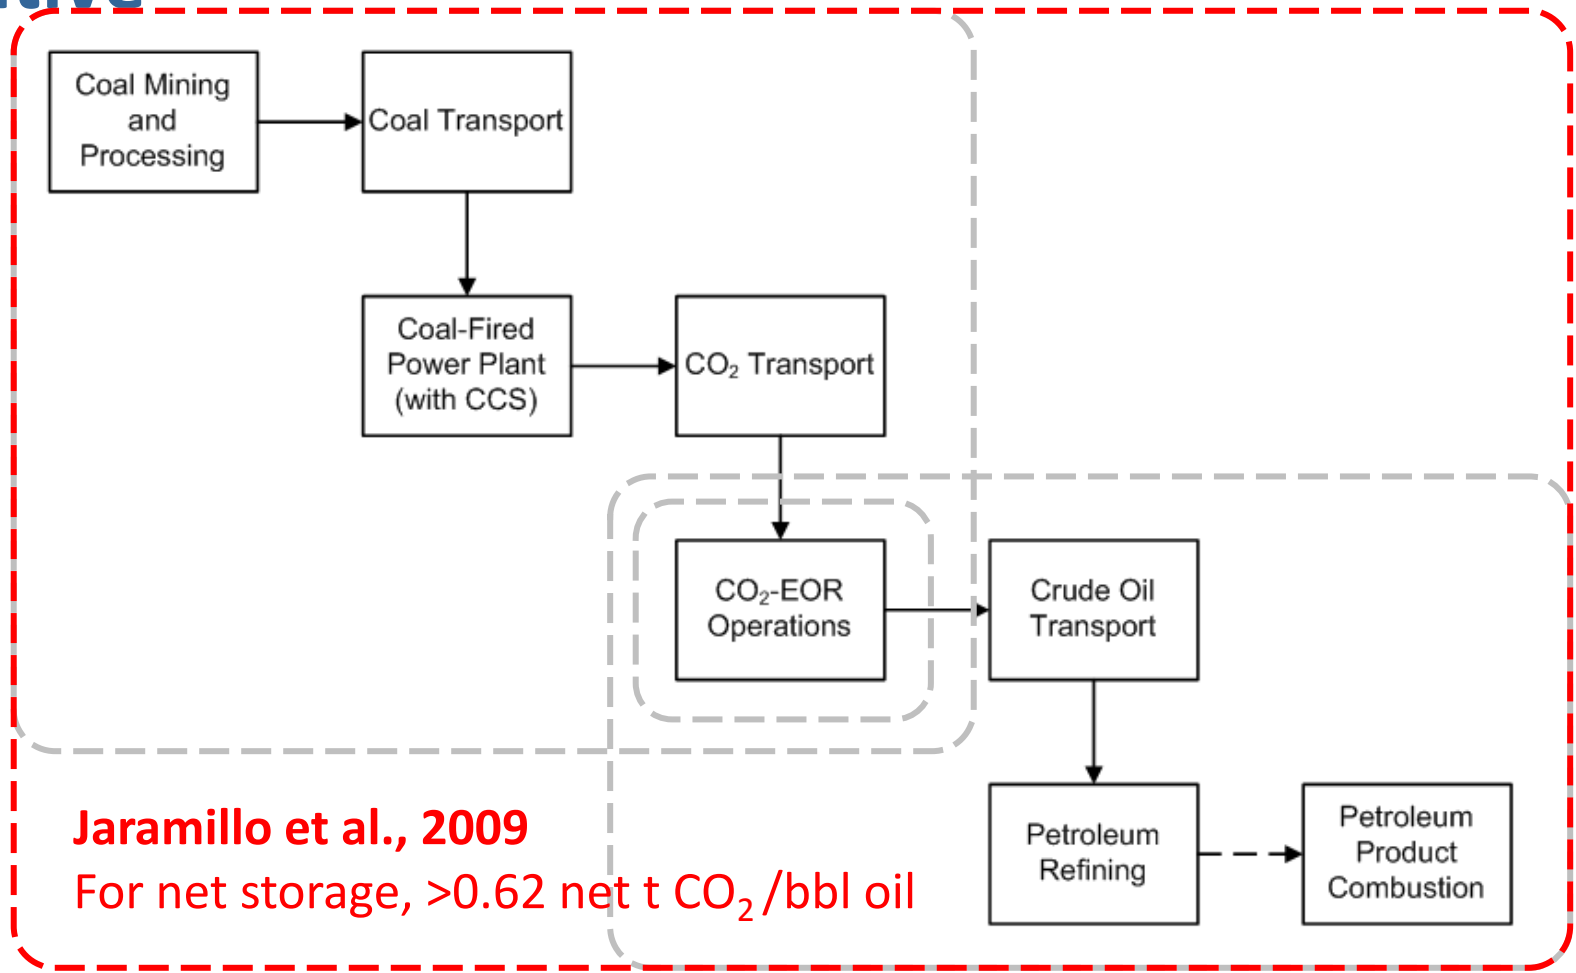 Coal Mining
and
Processing
Coal Transport
Coal-Fired
Power Plant
(with CCS)
CO₂ Transport
CO₂-EOR
Operations
Crude Oil
Transport
Petroleum
Refining
Petroleum
Product
Combustion
Jaramillo et al., 2009
For net storage, >0.62 net t CO₂/bbl oil